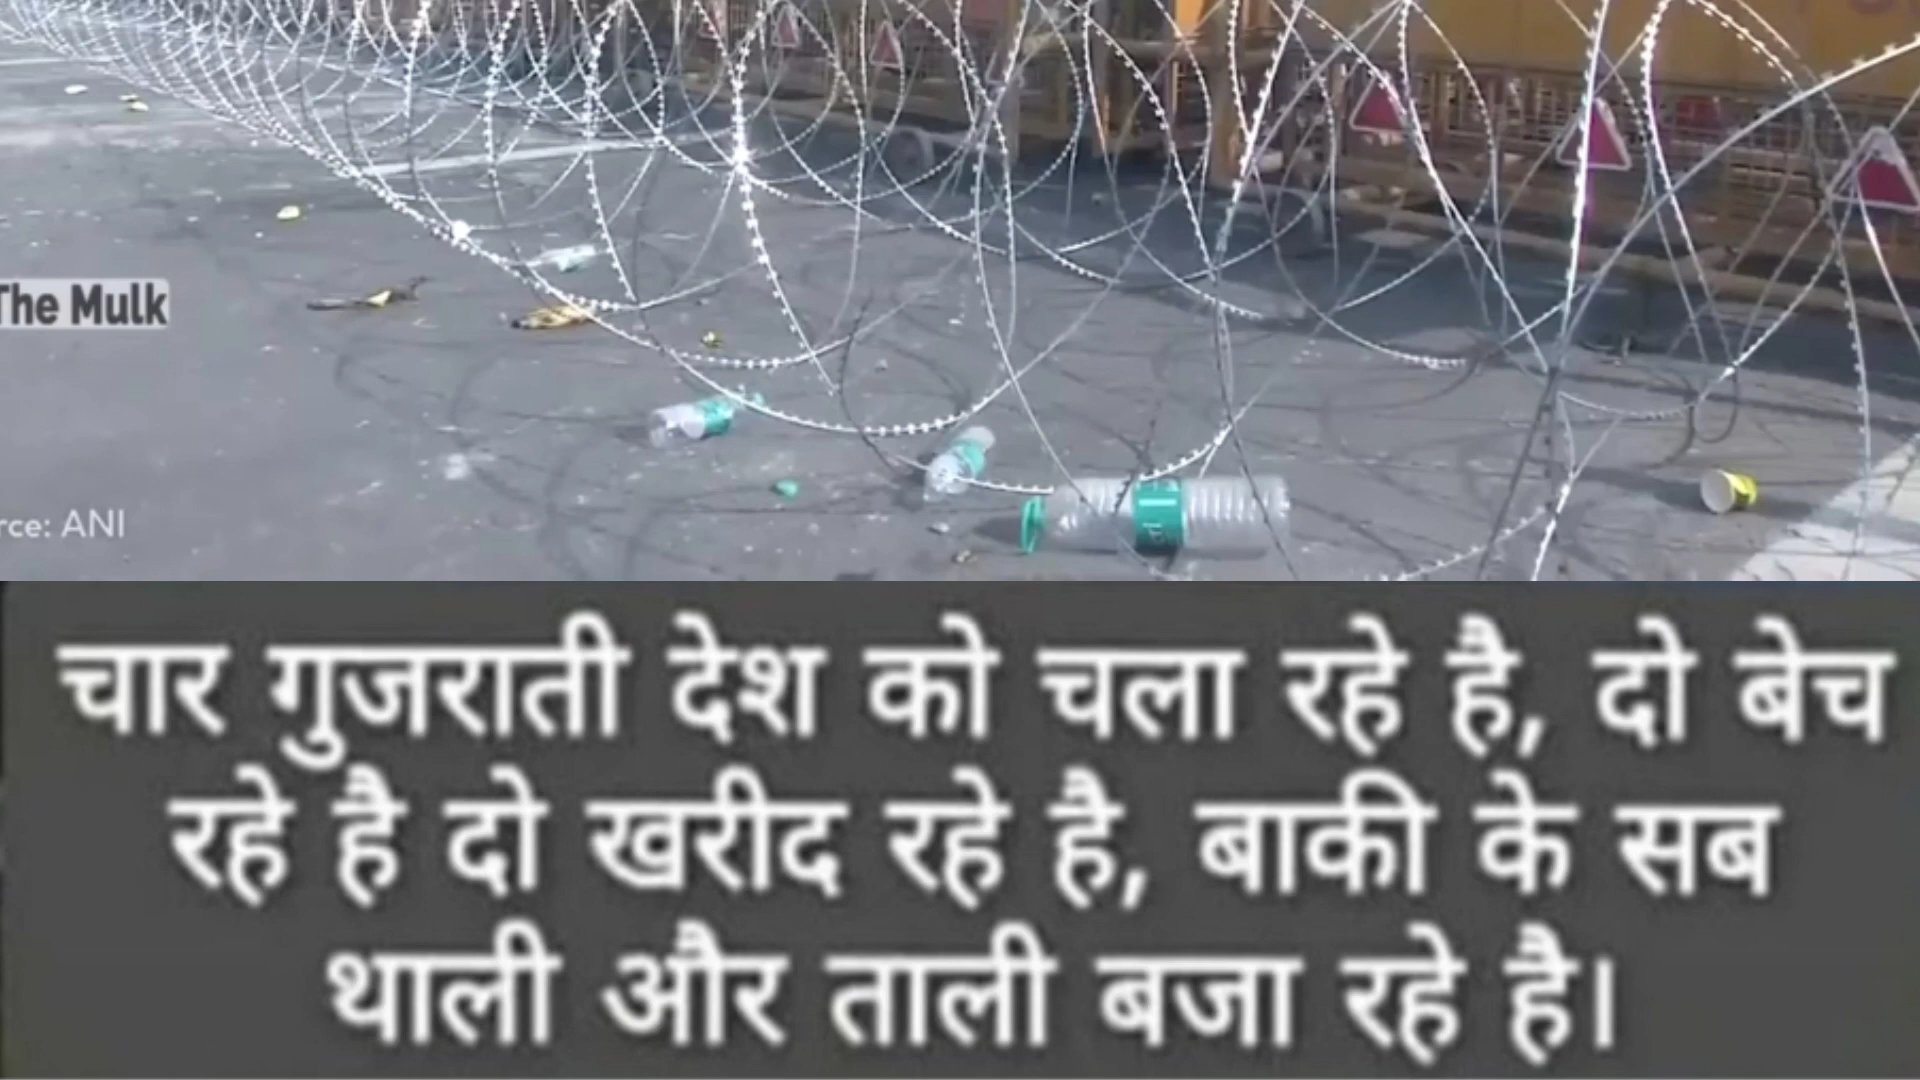 The Mulk
rce: ANI
चार गुजराती देश को चला रहे है, दो बेच
रहे है दो खरीद रहे है, बाकी के सब
थाली और ताली बजा रहे है।